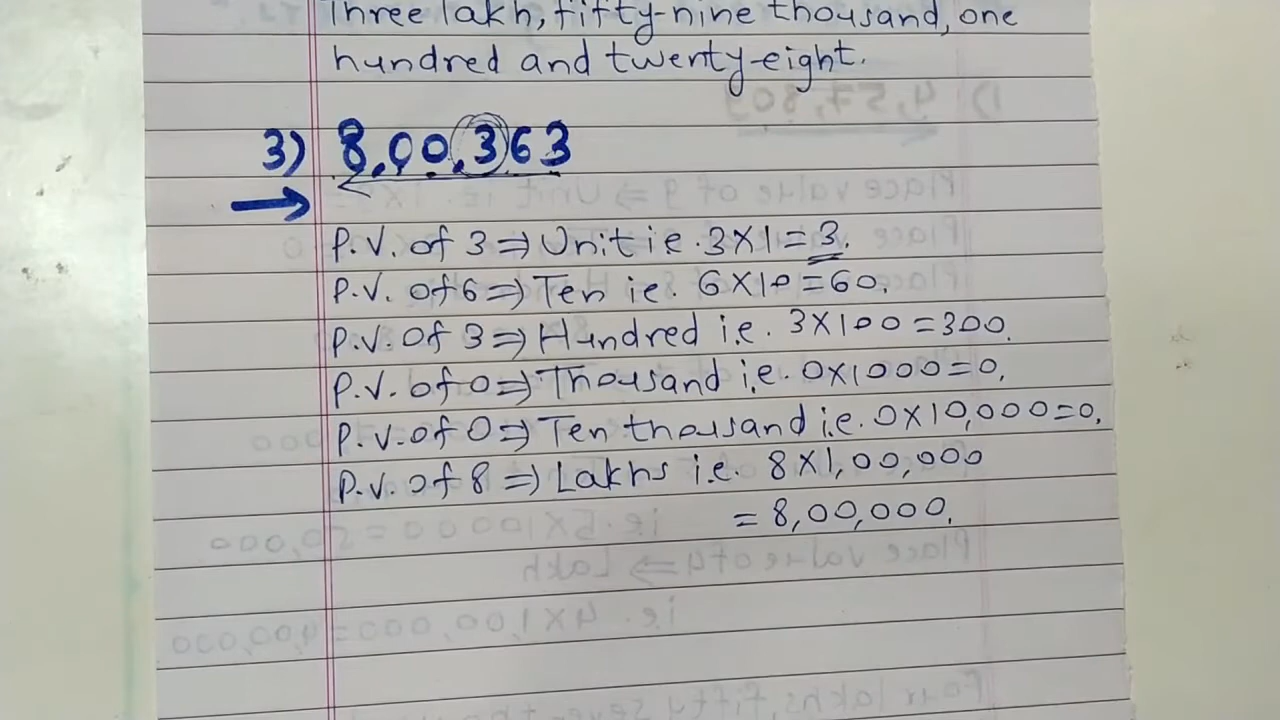 Three lakh, fifty-nine thousand, one
hundred and twenty-eight.
3) 8,00,363
P.V. of 3 ⇒ Unit i.e. 3×1=3.
P.V. of 6 ⇒ Ten i.e. 6×10=60.
P.V. of 3 ⇒ Hundred i.e. 3×100=300.
P.V. of 0 ⇒ Thousand i.e. 0×1000=0.
P.V. of 0 ⇒ Ten thousand i.e. 0×10,000=0.
P.V. of 8 ⇒ Lakhs i.e. 8×1,00,000
= 8,00,000.